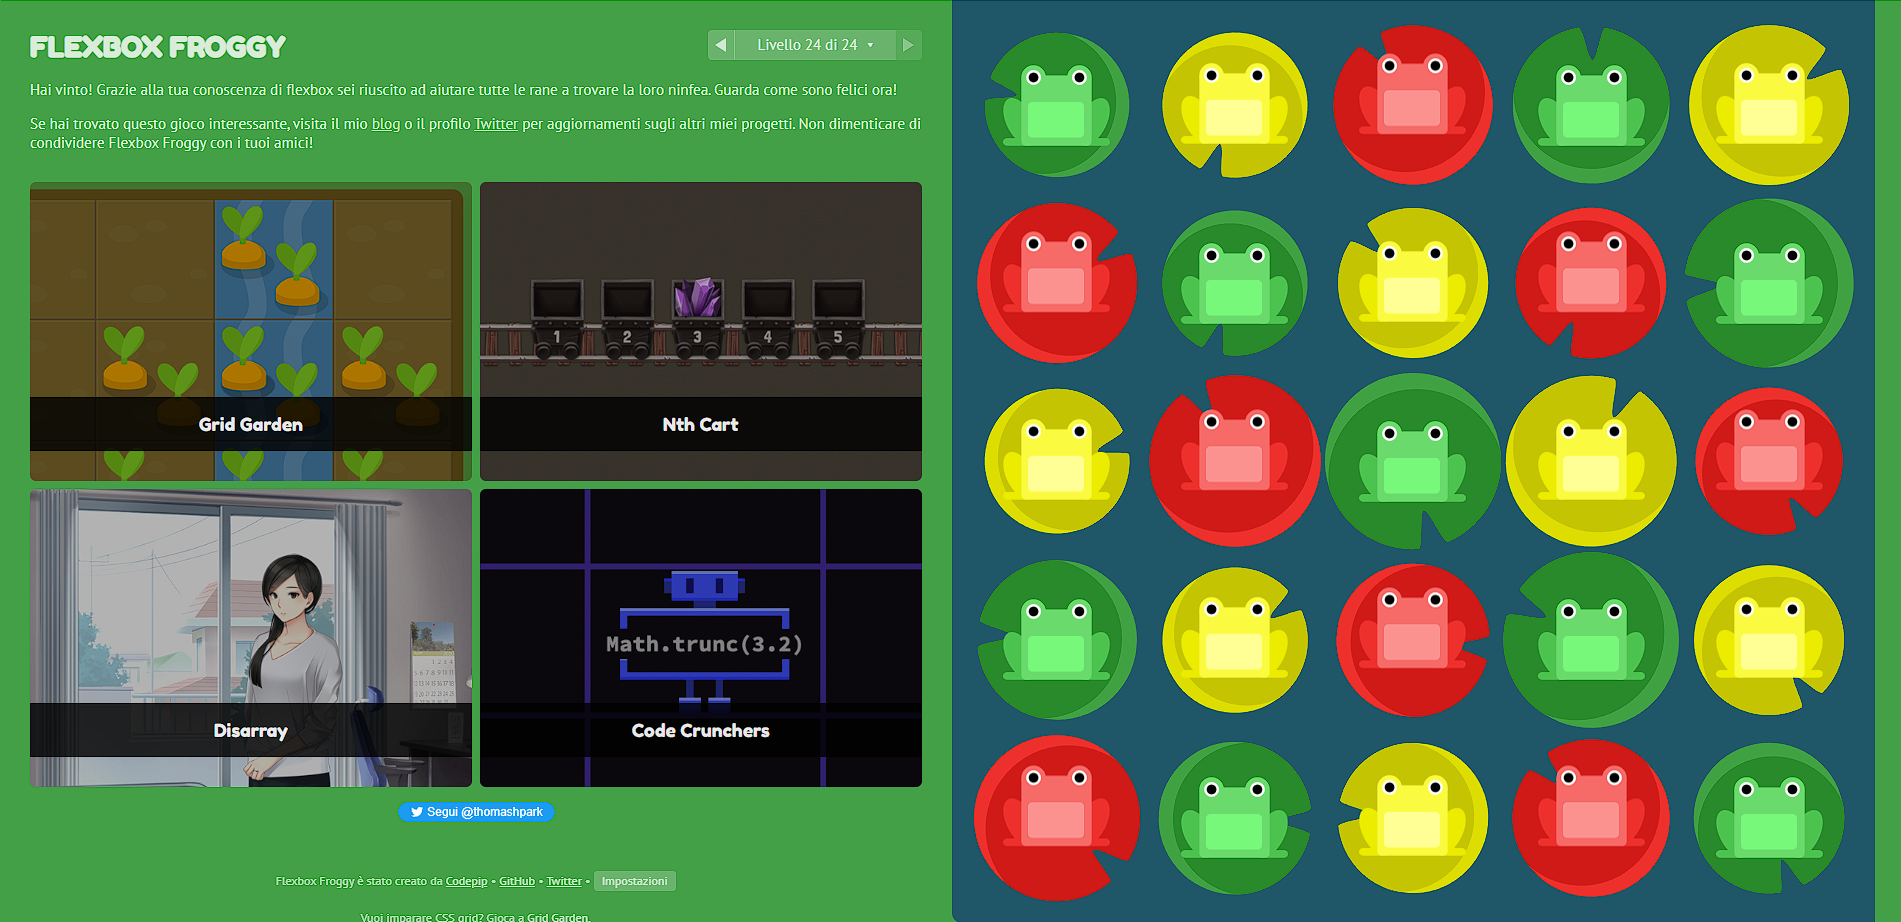 FLEXBOX FROGGY
◀ Livello 24 di 24 ▾ ▶
Hai vinto! Grazie alla tua conoscenza di flexbox sei riuscito ad aiutare tutte le rane a trovare la loro ninfea. Guarda come sono felici ora!
Se hai trovato questo gioco interessante, visita il mio blog o il profilo Twitter per aggiornamenti sugli altri miei progetti. Non dimenticare di
condividere Flexbox Froggy con i tuoi amici!
1 2 3 4 5
Grid Garden
Nth Cart
Math.trunc(3.2)
Disarray
Code Crunchers
Segui @thomashpark
Flexbox Froggy è stato creato da Codepip • GitHub • Twitter • Impostazioni
Vuoi imparare CSS grid? Gioca a Grid Garden.